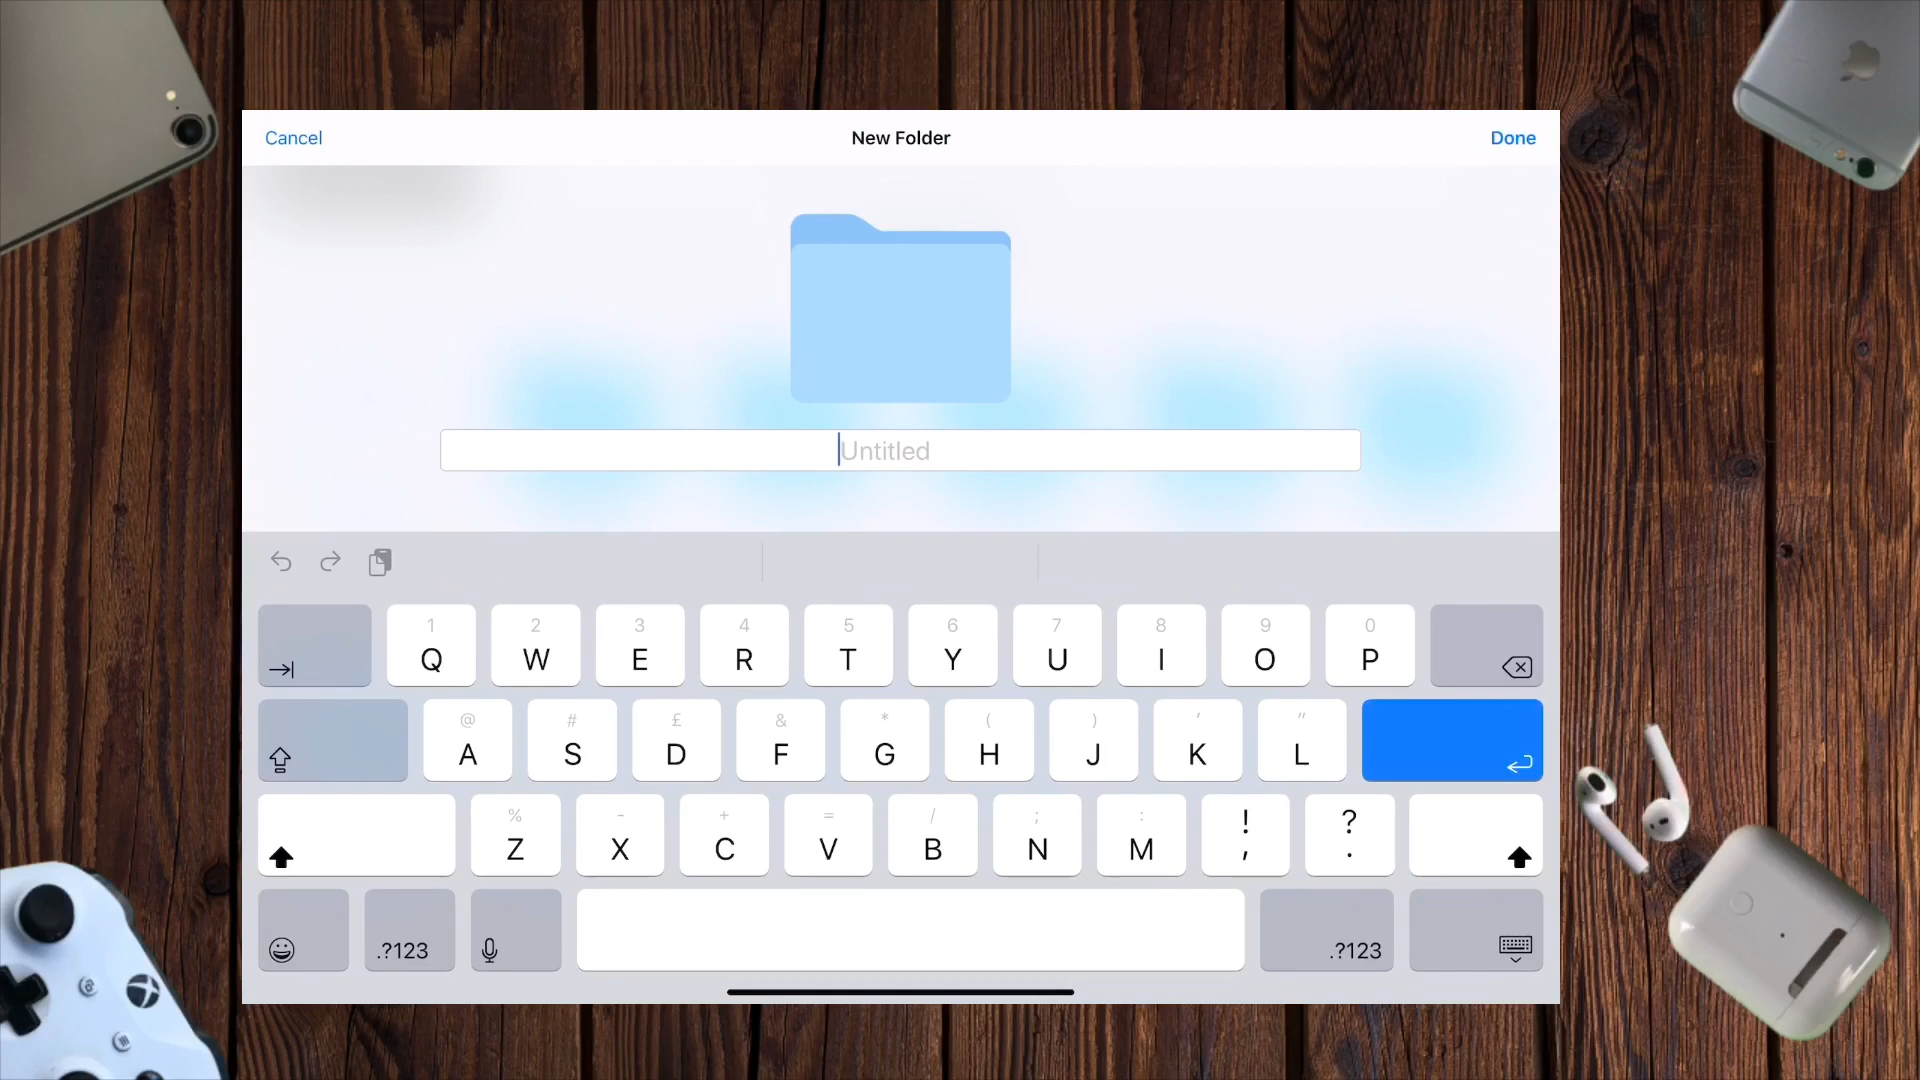 Cancel New Folder Done
Untitled
1 2 3 4 5 6 7 8 9 0
Q W E R T Y U I O P
@ # £ & * ( ) ' "
A S D F G H J K L
% - + = / ; : ! ?
Z X C V B N M , .
.?123 .?123